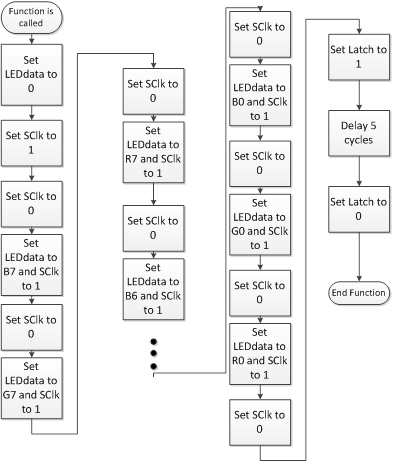 Function is
called
Set
LEDdata to
0
Set SClk to
1
Set SClk to
0
Set
LEDdata to
B7 and SClk
to 1
Set SClk to
0
Set
LEDdata to
G7 and SClk
to 1
Set SClk to
0
Set
LEDdata to
R7 and SClk
to 1
Set SClk to
0
Set
LEDdata to
B6 and SClk
to 1
Set SClk to
0
Set
LEDdata to
B0 and SClk
to 1
Set SClk to
0
Set
LEDdata to
G0 and SClk
to 1
Set SClk to
0
Set
LEDdata to
R0 and SClk
to 1
Set SClk to
0
Set Latch to
1
Delay 5
cycles
Set Latch to
0
End Function